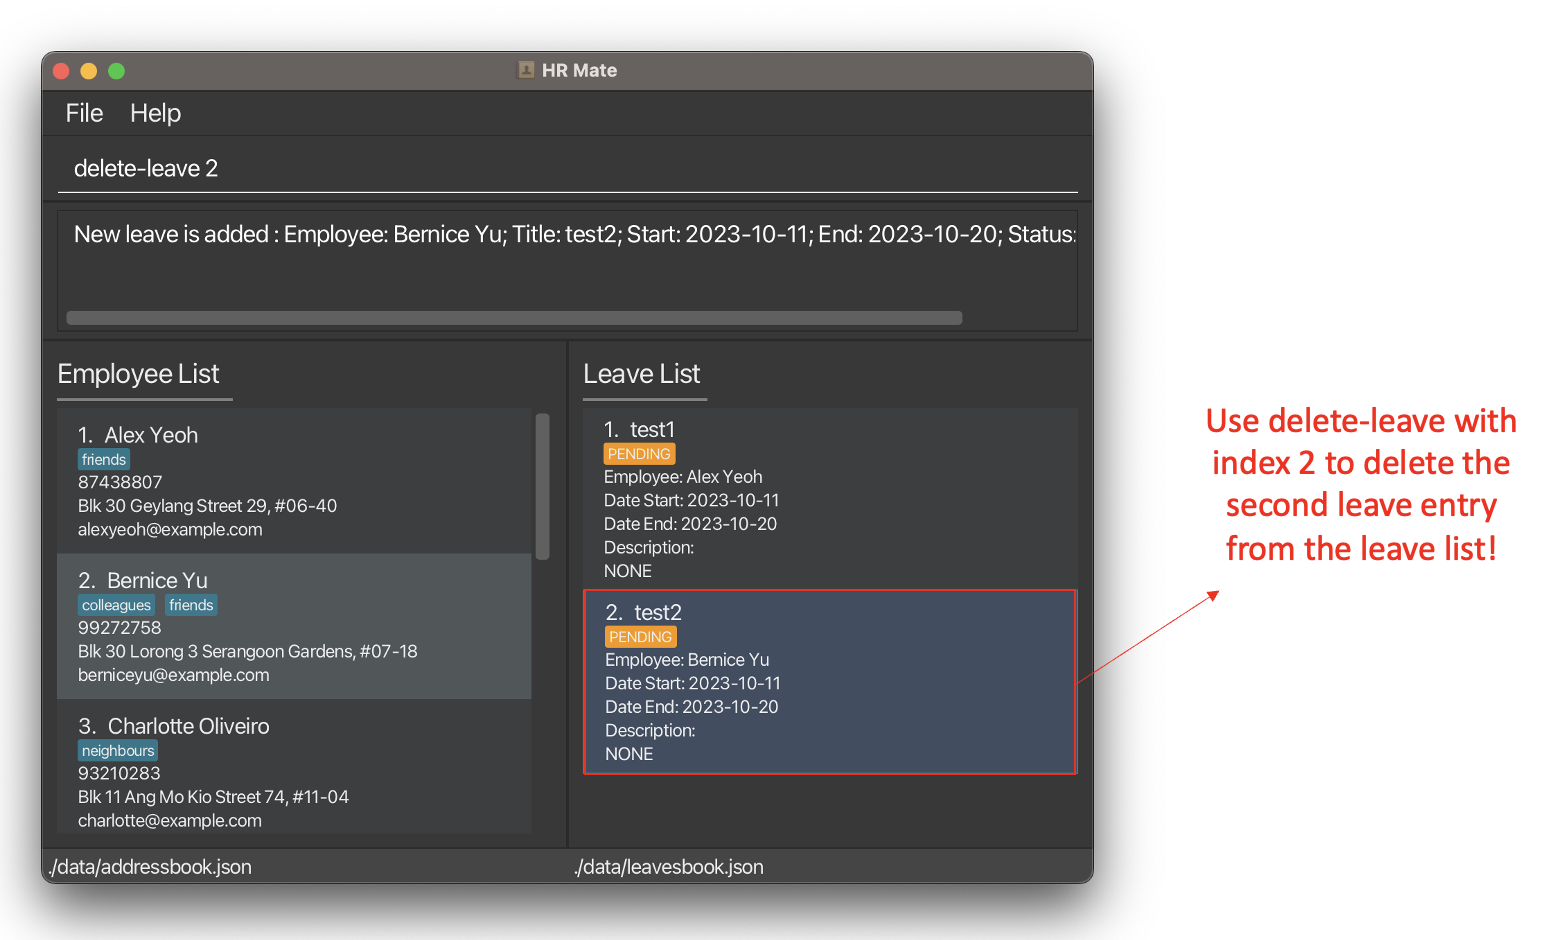 HR Mate
File Help
delete-leave 2
New leave is added : Employee: Bernice Yu; Title: test2; Start: 2023-10-11; End: 2023-10-20; Status:
Employee List
1. Alex Yeoh
friends
87438807
Blk 30 Geylang Street 29, #06-40
alexyeoh@example.com
2. Bernice Yu
colleagues friends
99272758
Blk 30 Lorong 3 Serangoon Gardens, #07-18
berniceyu@example.com
3. Charlotte Oliveiro
neighbours
93210283
Blk 11 Ang Mo Kio Street 74, #11-04
charlotte@example.com
./data/addressbook.json
Leave List
1. test1
PENDING
Employee: Alex Yeoh
Date Start: 2023-10-11
Date End: 2023-10-20
Description:
NONE
2. test2
PENDING
Employee: Bernice Yu
Date Start: 2023-10-11
Date End: 2023-10-20
Description:
NONE
./data/leavesbook.json
Use delete-leave with
index 2 to delete the
second leave entry
from the leave list!